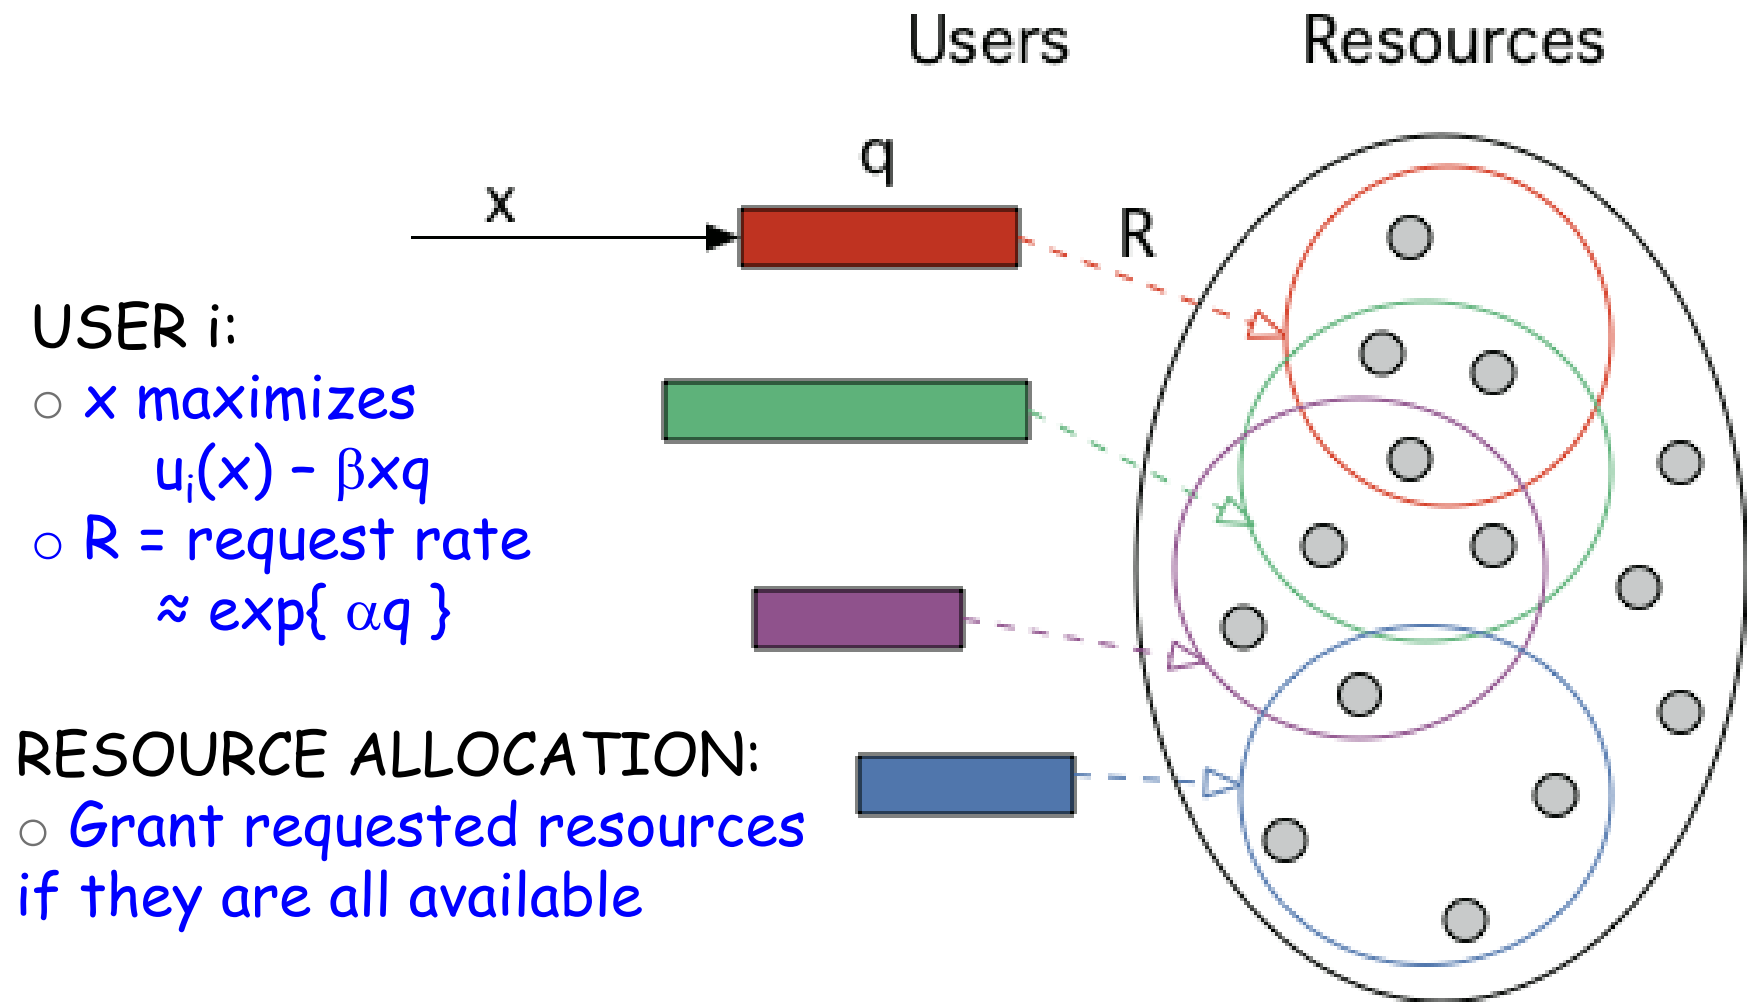 Users Resources
q
x
R
USER i:
○ x maximizes
uᵢ(x) – βxq
○ R = request rate
≈ exp{ αq }
RESOURCE ALLOCATION:
○ Grant requested resources
if they are all available